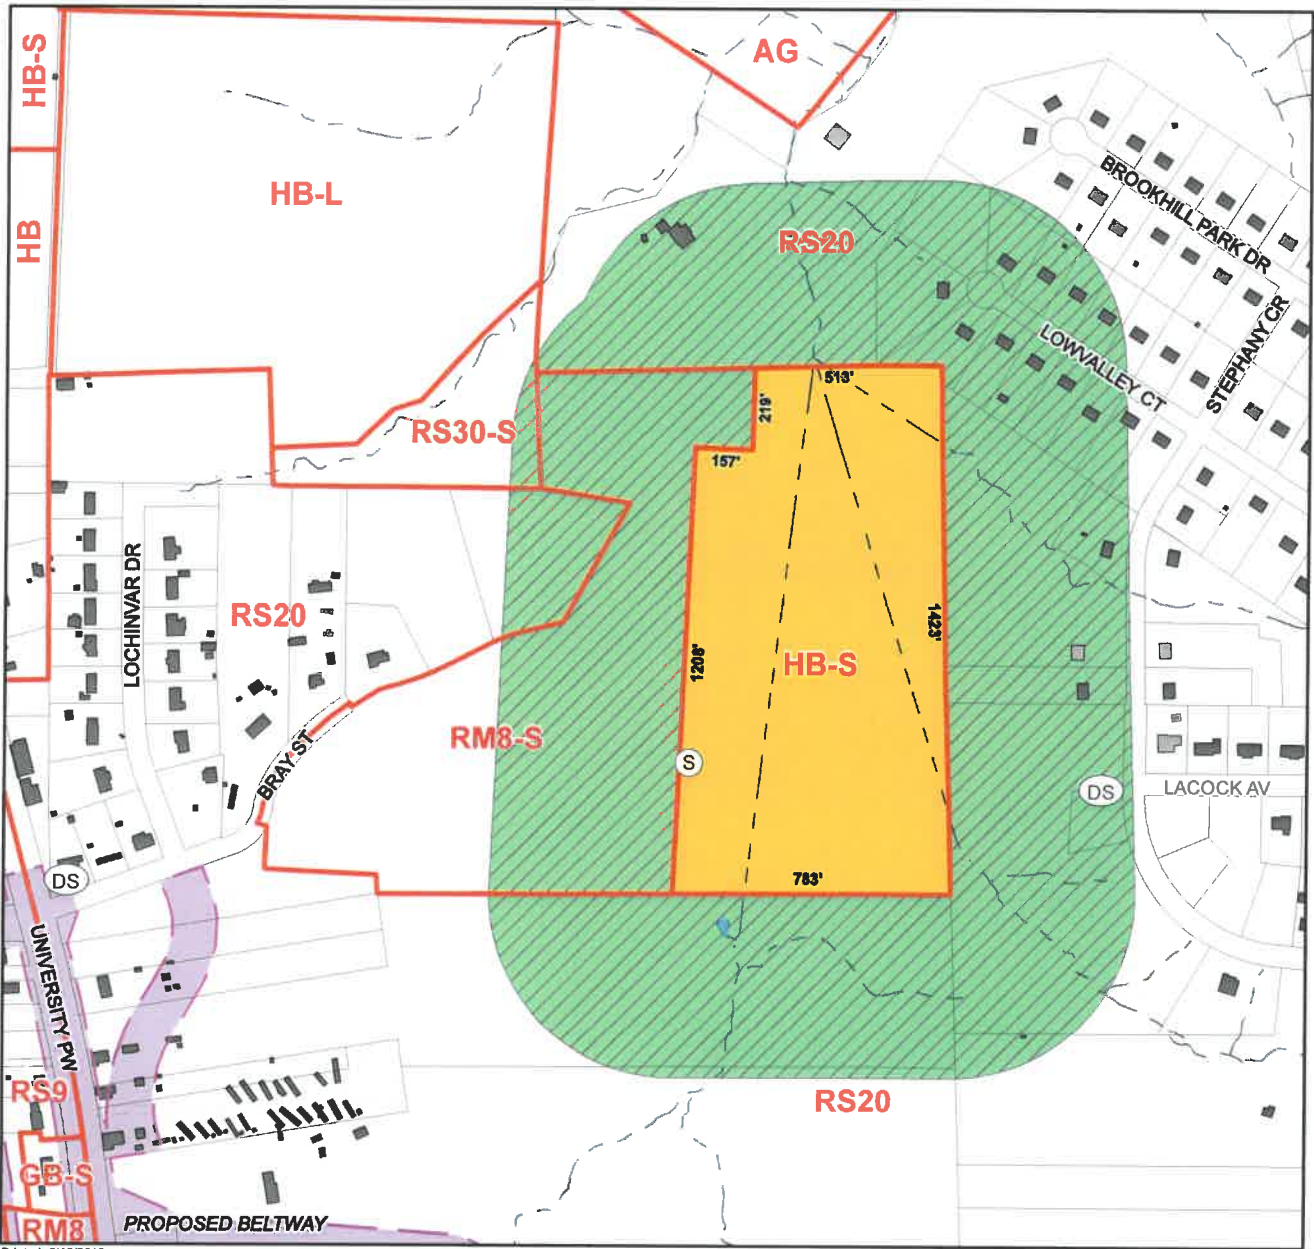 HB-S
AG
HB-L
HB
BROOKHILL PARK DR
RS20
STEPHANY CR
LOWVALLEY CT
513'
219'
RS30-S
157'
LOCHINVAR DR
RS20
1423'
1208'
HB-S
RM8-S
BRAY ST
S
DS
LACOCK AV
DS
783'
UNIVERSITY PW
RS9
RS20
GB-S
RM8
PROPOSED BELTWAY